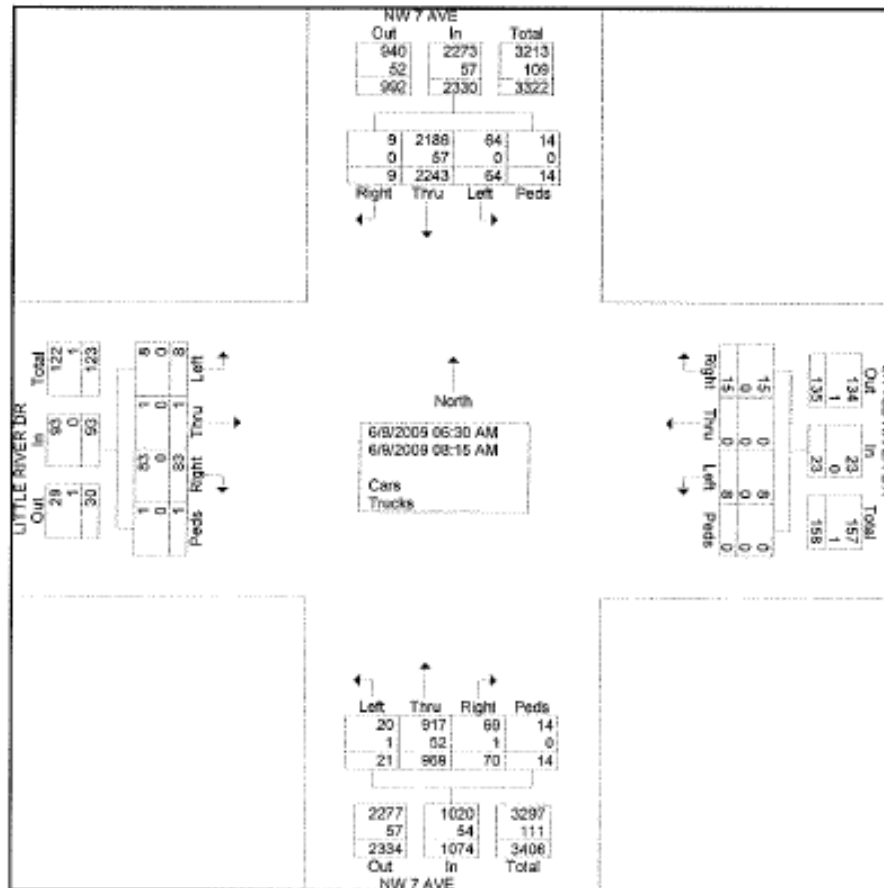 NW 7 AVE
Out In Total
940 2273 3213
52 57 109
992 2330 3322
9 2186 64 14
0 57 0 0
9 2243 64 14
Right Thru Left Peds
LITTLE RIVER DR
Out In Total
29 93 122
1 0 1
30 93 123
Peds Right Thru Left
1 83 1 8
0 0 0 0
1 83 1 8
North
6/9/2009 06:30 AM
6/9/2009 08:15 AM
Cars
Trucks
Right Thru Left Peds
15 0 8 0
0 0 0 0
15 0 8 0
Out In Total
134 23 157
1 0 1
135 23 158
Left Thru Right Peds
20 917 69 14
1 52 1 0
21 969 70 14
2277 1020 3297
57 54 111
2334 1074 3408
Out In Total
NW 7 AVE